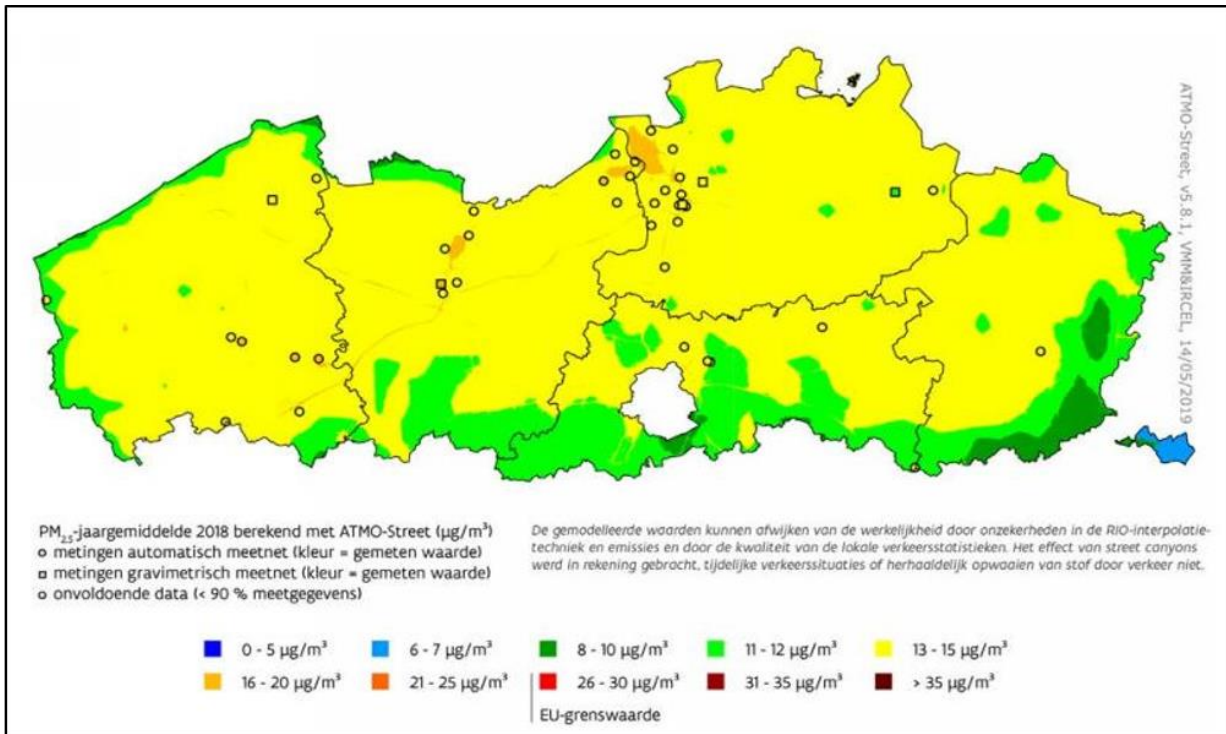 ATMO-Street, v5.8.1, VMM&IRCEL, 14/05/2019
PM₂,₅-jaargemiddelde 2018 berekend met ATMO-Street (µg/m³)
metingen automatisch meetnet (kleur = gemeten waarde)
metingen gravimetrisch meetnet (kleur = gemeten waarde)
onvoldoende data (< 90 % meetgegevens)
De gemodelleerde waarden kunnen afwijken van de werkelijkheid door onzekerheden in de RIO-interpolatie-
techniek en emissies en door de kwaliteit van de lokale verkeersstatistieken. Het effect van street canyons
werd in rekening gebracht, tijdelijke verkeerssituaties of herhaaldelijk opwaaien van stof door verkeer niet.
0 - 5 µg/m³ 6 - 7 µg/m³ 8 - 10 µg/m³ 11 - 12 µg/m³ 13 - 15 µg/m³
16 - 20 µg/m³ 21 - 25 µg/m³ 26 - 30 µg/m³ 31 - 35 µg/m³ > 35 µg/m³
EU-grenswaarde